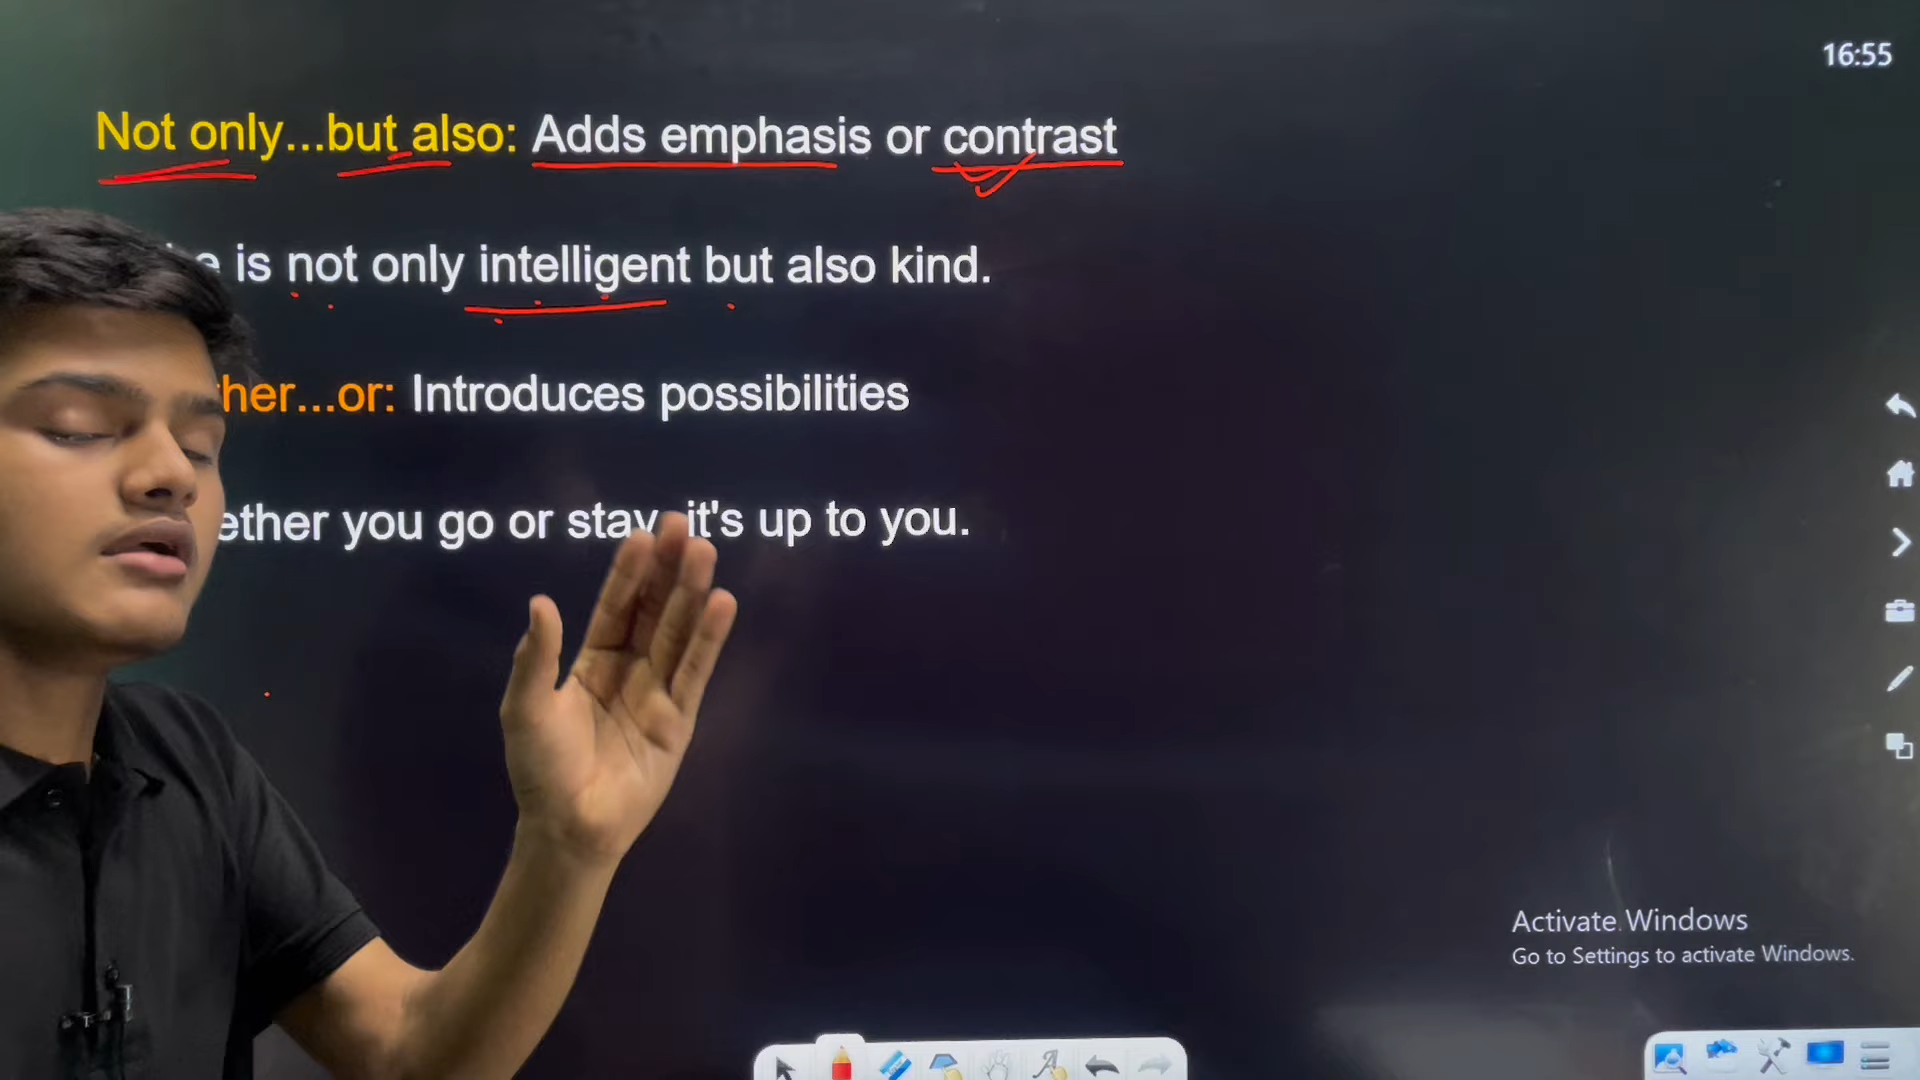 16:55
Not only...but also: Adds emphasis or contrast
is not only intelligent but also kind.
her...or: Introduces possibilities
ether you go or stay, it's up to you.
Activate Windows
Go to Settings to activate Windows.